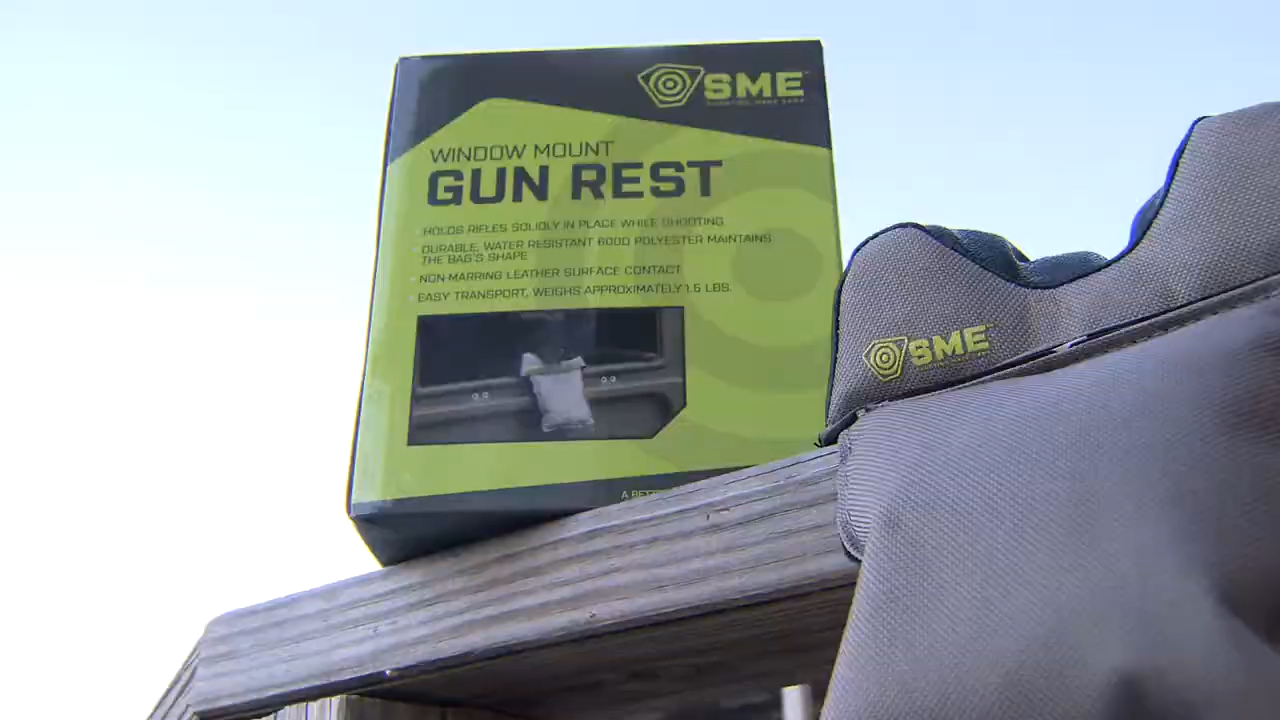 SME
WINDOW MOUNT
GUN REST
HOLDS RIFLES SOLIDLY IN PLACE WHILE SHOOTING
DURABLE, WATER RESISTANT 600D POLYESTER MAINTAINS
THE BAG'S SHAPE
NON-MARRING LEATHER SURFACE CONTACT
EASY TRANSPORT, WEIGHS APPROXIMATELY 1.5 LBS.
SME